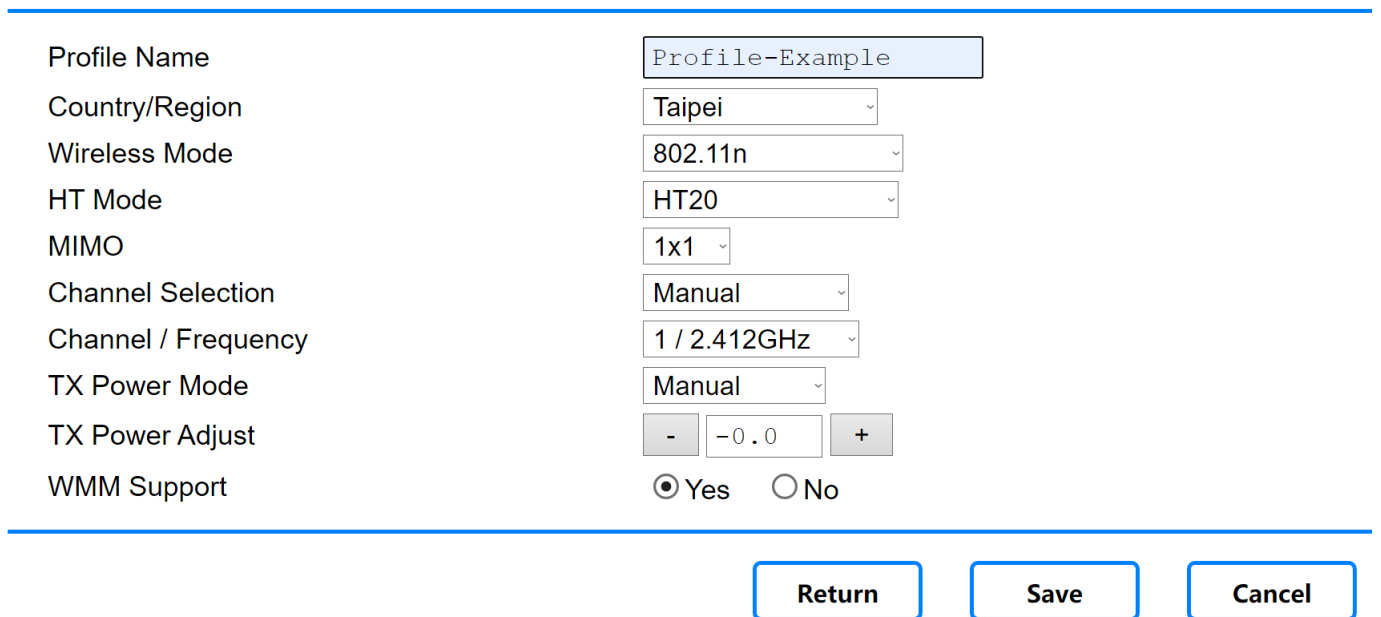 Profile Name Profile-Example
Country/Region Taipei
Wireless Mode 802.11n
HT Mode HT20
MIMO 1x1
Channel Selection Manual
Channel / Frequency 1 / 2.412GHz
TX Power Mode Manual
TX Power Adjust - -0.0 +
WMM Support Yes No
Return Save Cancel